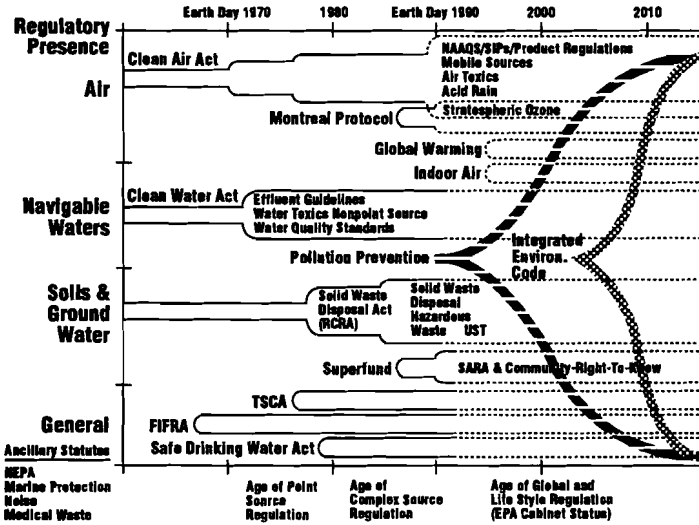 Earth Day 1970
1980
Earth Day 1990
2000
2010
Regulatory
Presence
Air
Clean Air Act
NAAQS/SIPs/Product Regulations
Mobile Sources
Air Toxics
Acid Rain
Stratospheric Ozone
Montreal Protocol
Global Warming
Indoor Air
Navigable
Waters
Clean Water Act
Effluent Guidelines
Water Toxics Nonpoint Source
Water Quality Standards
Pollution Prevention
Integrated
Environ.
Code
Soils &
Ground
Water
Solid Waste
Disposal Act
(RCRA)
Solid Waste
Disposal
Hazardous
Waste UST
Superfund
SARA & Community-Right-To-Know
General
TSCA
FIFRA
Safe Drinking Water Act
Ancillary Statutes
NEPA
Marine Protection
Noise
Medical Waste
Age of Point
Source
Regulation
Age of
Complex Source
Regulation
Age of Global and
Life Style Regulation
(EPA Cabinet Status)